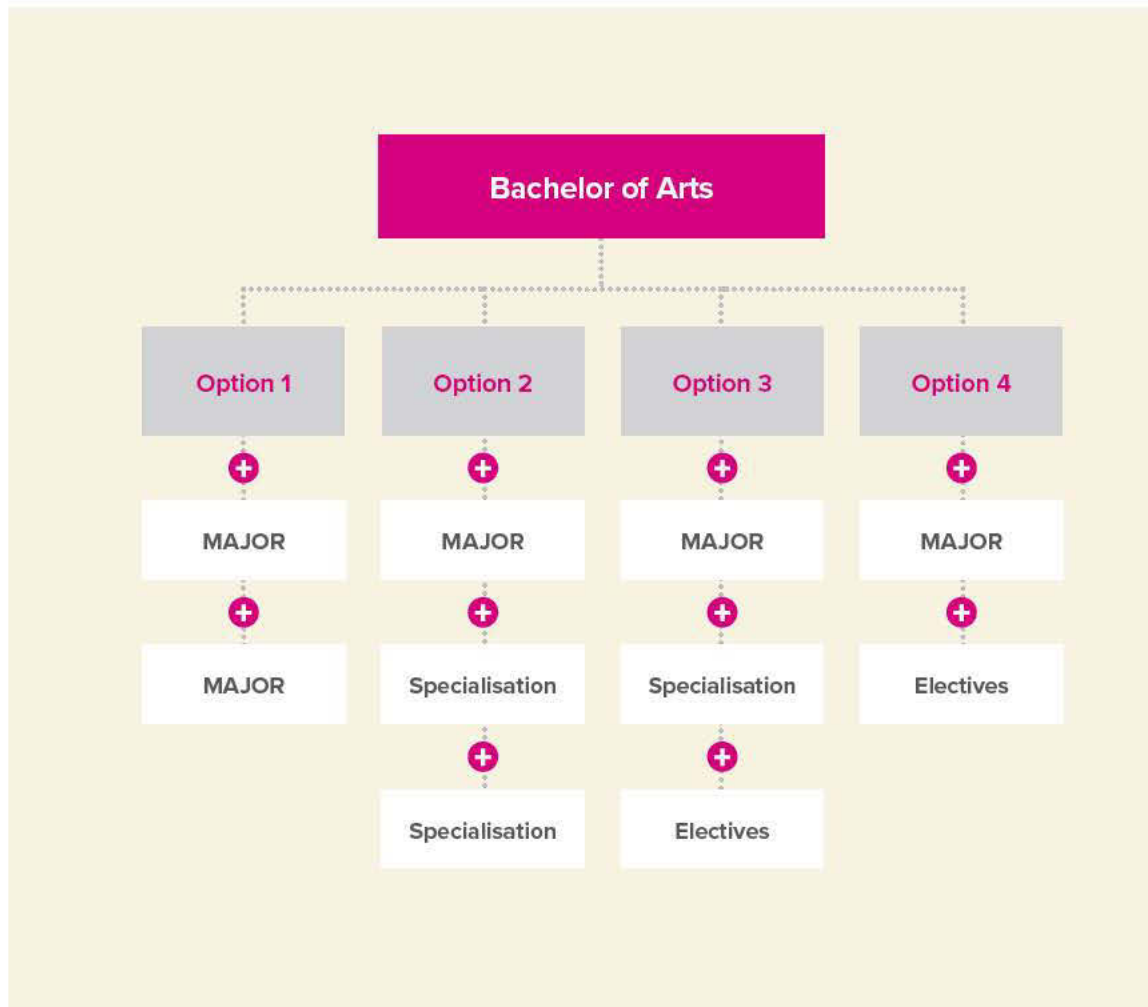 Bachelor of Arts
Option 1
Option 2
Option 3
Option 4
MAJOR
MAJOR
MAJOR
MAJOR
MAJOR
Specialisation
Specialisation
Electives
Specialisation
Electives